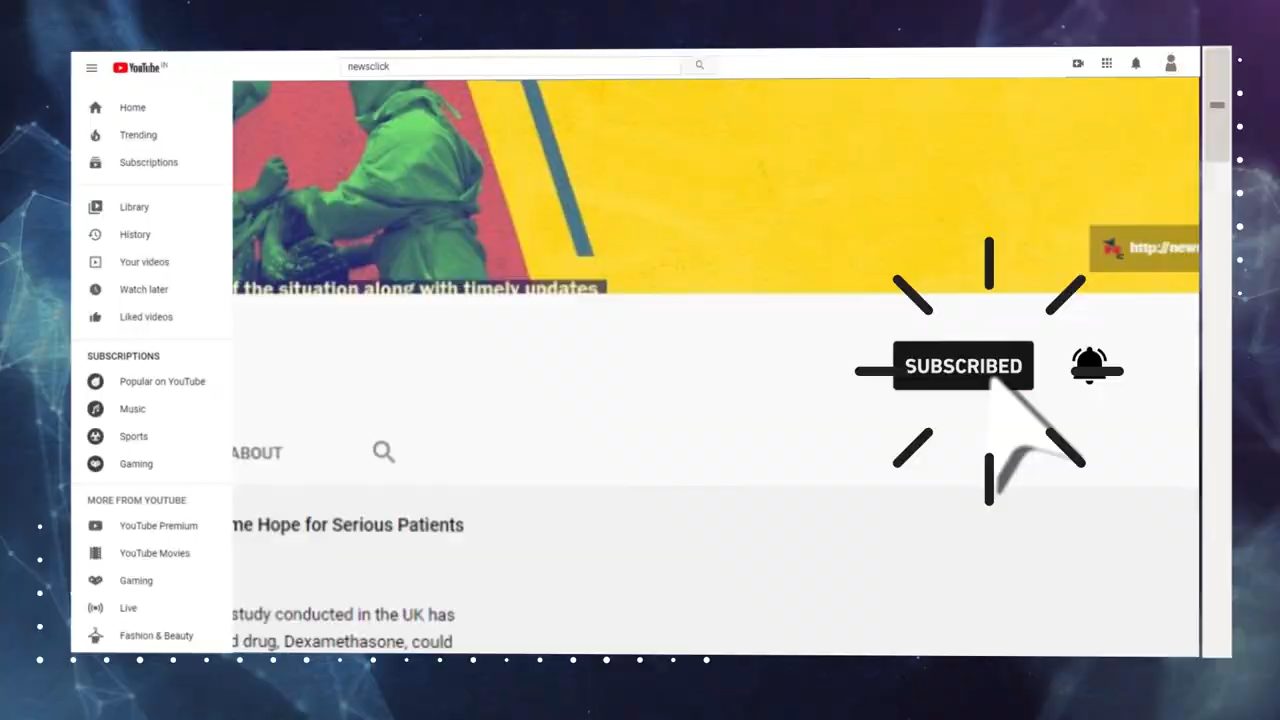 YouTube IN
newsclick
Home
Trending
Subscriptions
Library
History
Your videos
Watch later
Liked videos
SUBSCRIPTIONS
Popular on YouTube
Music
Sports
Gaming
MORE FROM YOUTUBE
YouTube Premium
YouTube Movies
Gaming
Live
Fashion & Beauty
f the situation along with timely updates
http://new
SUBSCRIBED
ABOUT
me Hope for Serious Patients
study conducted in the UK has
d drug, Dexamethasone, could